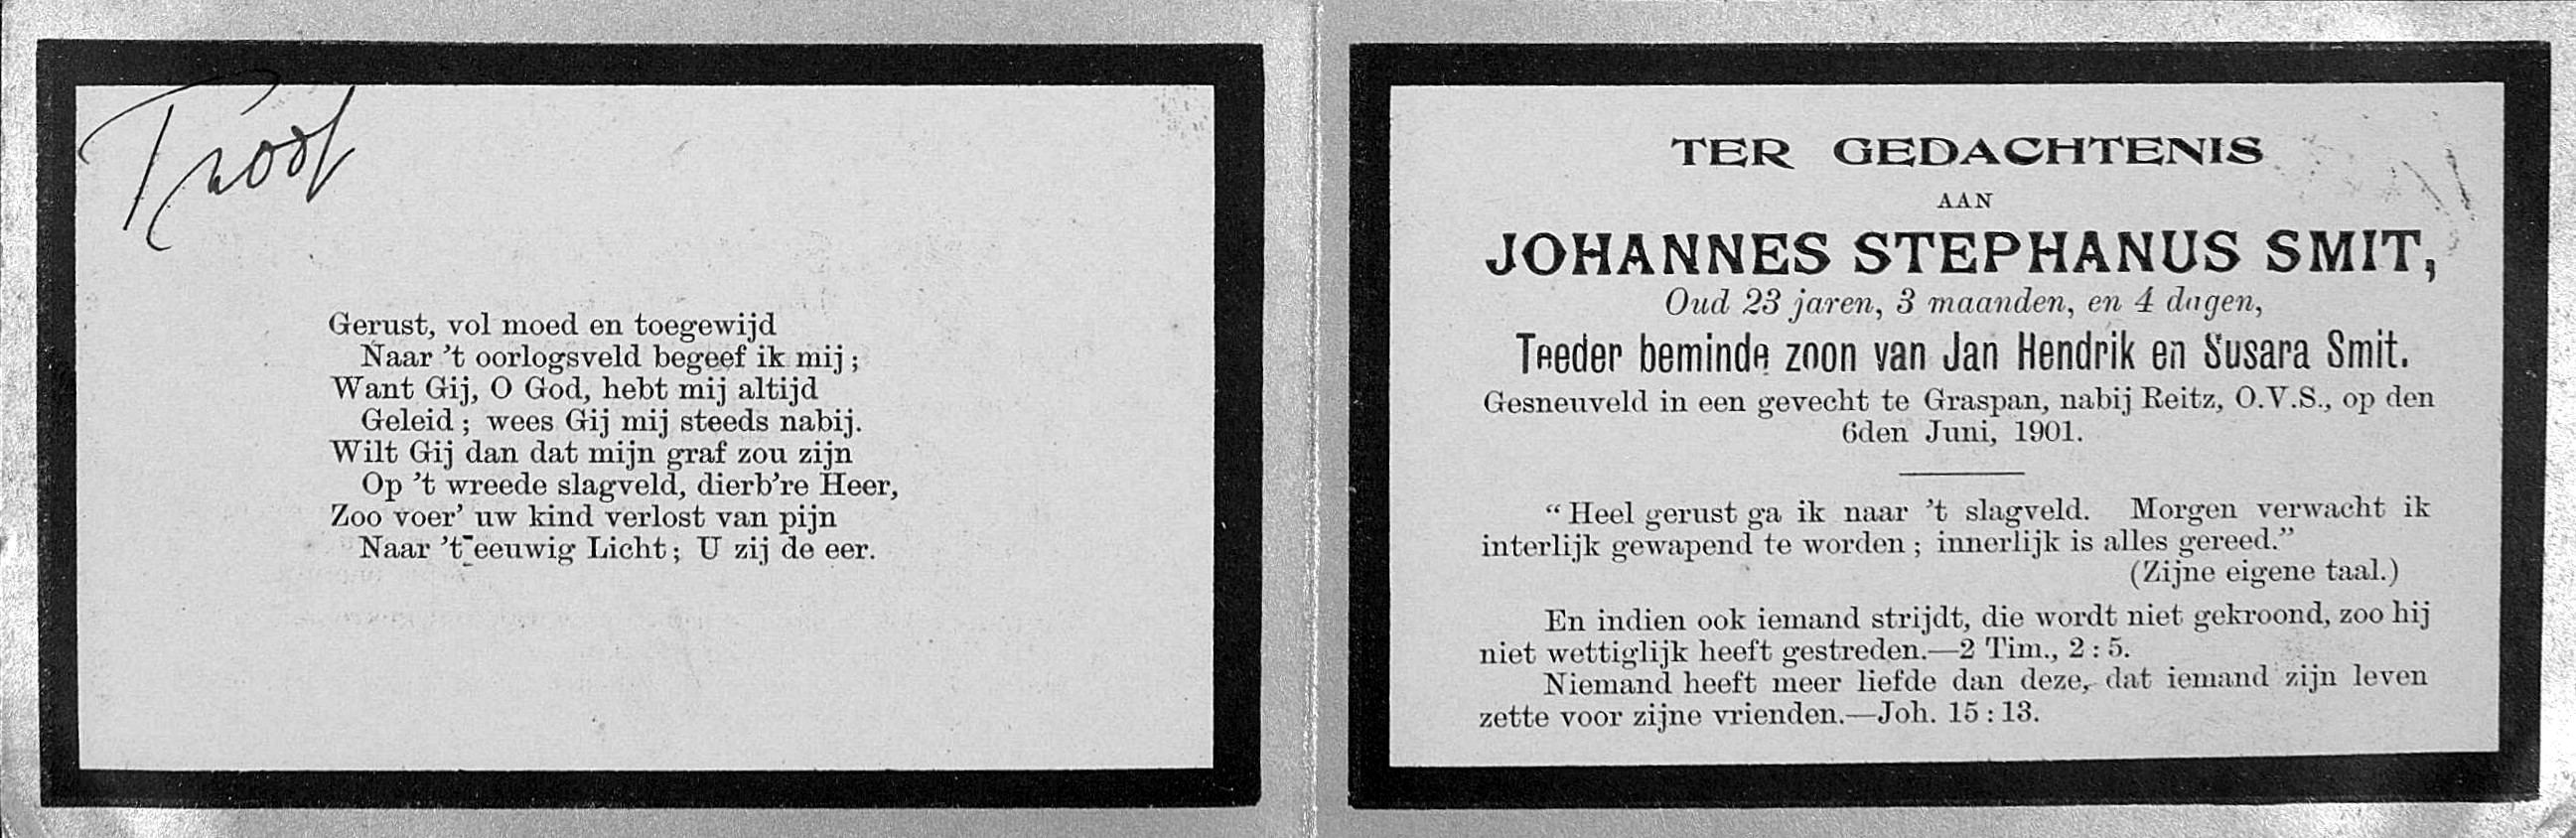 Proof
Gerust, vol moed en toegewijd
Naar 't oorlogsveld begeef ik mij;
Want Gij, O God, hebt mij altijd
Geleid; wees Gij mij steeds nabij.
Wilt Gij dan dat mijn graf zou zijn
Op 't wreede slagveld, dierb're Heer,
Zoo voer' uw kind verlost van pijn
Naar 't eeuwig Licht; U zij de eer.
TER GEDACHTENIS
AAN
JOHANNES STEPHANUS SMIT,
Oud 23 jaren, 3 maanden, en 4 dagen,
Teeder beminde zoon van Jan Hendrik en Susara Smit.
Gesneuveld in een gevecht te Graspan, nabij Reitz, O.V.S., op den
6den Juni, 1901.
"Heel gerust ga ik naar 't slagveld. Morgen verwacht ik
interlijk gewapend te worden; innerlijk is alles gereed."
(Zijne eigene taal.)
En indien ook iemand strijdt, die wordt niet gekroond, zoo hij
niet wettiglijk heeft gestreden.—2 Tim., 2:5.
Niemand heeft meer liefde dan deze, dat iemand zijn leven
zette voor zijne vrienden.—Joh. 15:13.